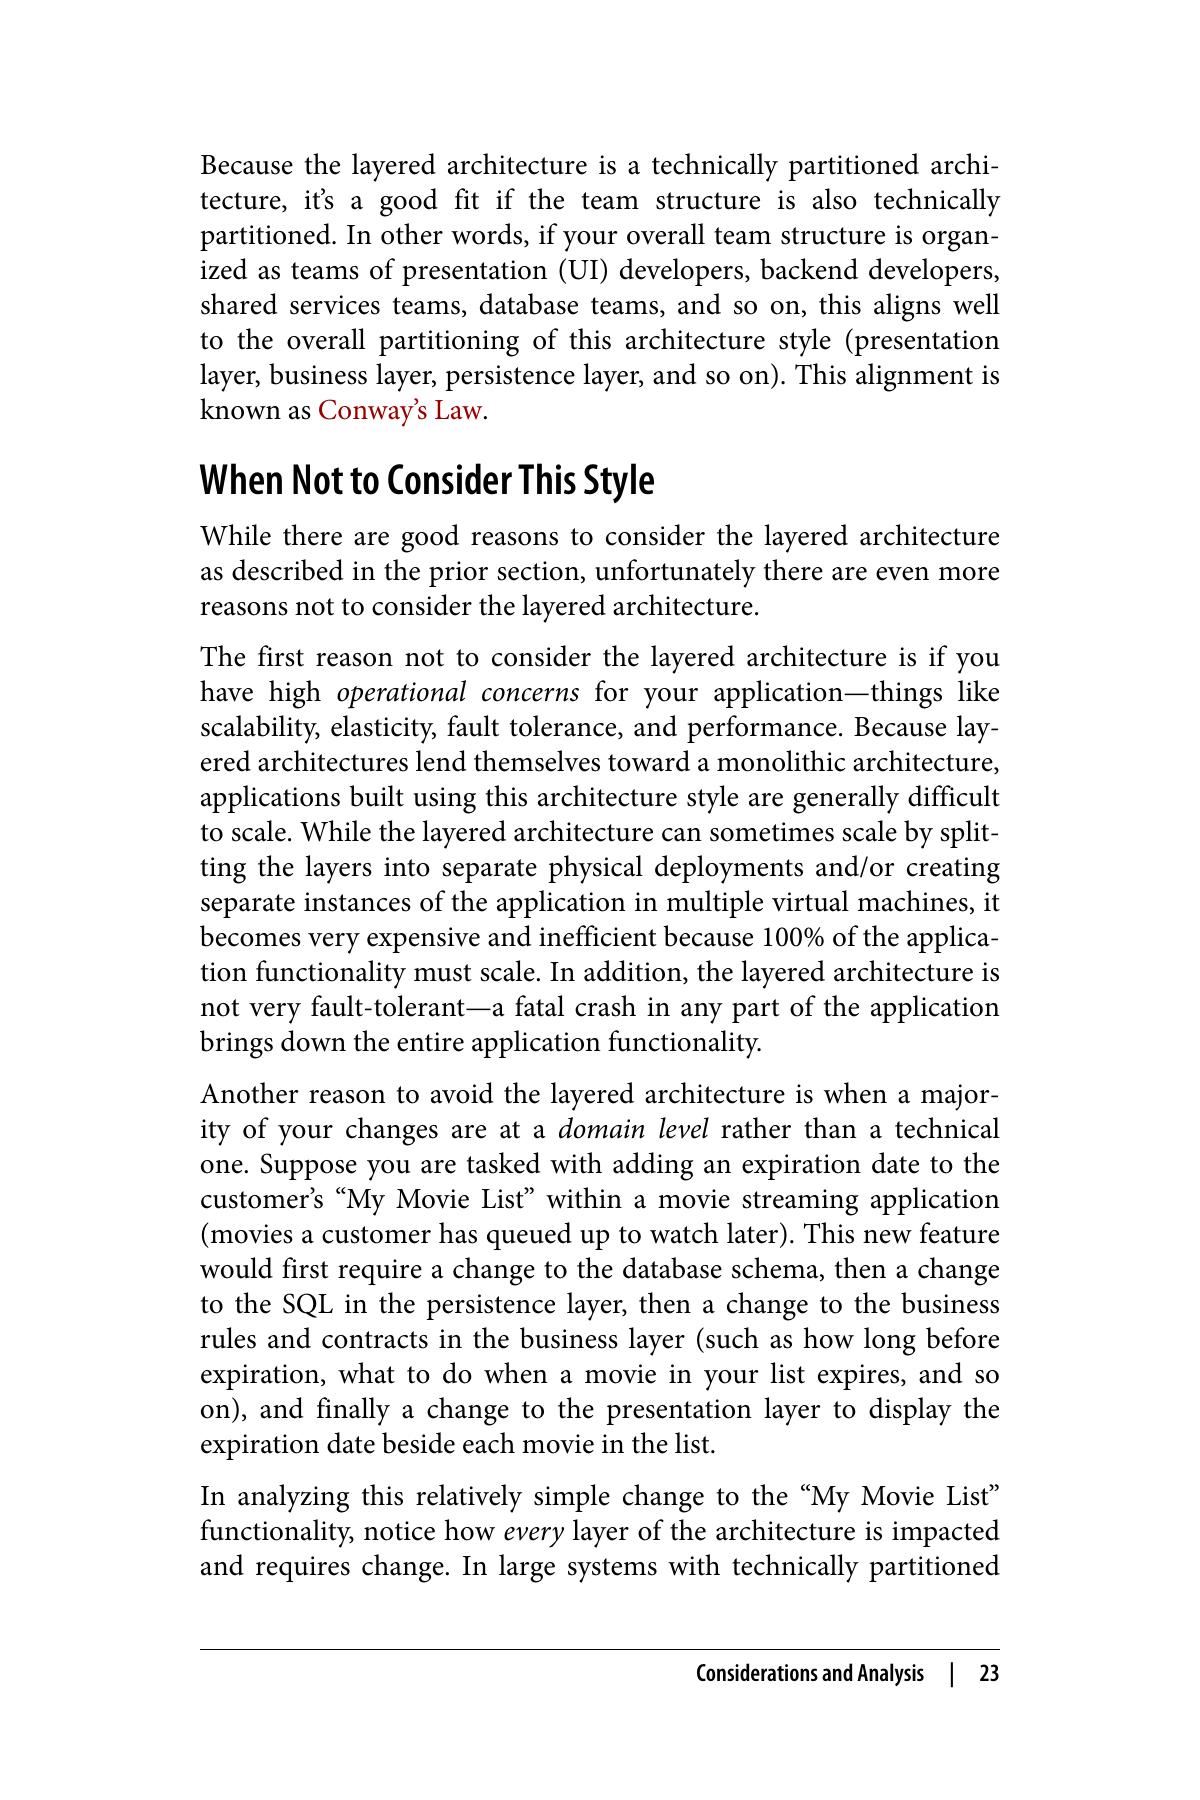 Because the layered architecture is a technically partitioned archi-
tecture, it’s a good fit if the team structure is also technically
partitioned. In other words, if your overall team structure is organ-
ized as teams of presentation (UI) developers, backend developers,
shared services teams, database teams, and so on, this aligns well
to the overall partitioning of this architecture style (presentation
layer, business layer, persistence layer, and so on). This alignment is
known as Conway’s Law.
When Not to Consider This Style
While there are good reasons to consider the layered architecture
as described in the prior section, unfortunately there are even more
reasons not to consider the layered architecture.
The first reason not to consider the layered architecture is if you
have high operational concerns for your application—things like
scalability, elasticity, fault tolerance, and performance. Because lay-
ered architectures lend themselves toward a monolithic architecture,
applications built using this architecture style are generally difficult
to scale. While the layered architecture can sometimes scale by split-
ting the layers into separate physical deployments and/or creating
separate instances of the application in multiple virtual machines, it
becomes very expensive and inefficient because 100% of the applica-
tion functionality must scale. In addition, the layered architecture is
not very fault-tolerant—a fatal crash in any part of the application
brings down the entire application functionality.
Another reason to avoid the layered architecture is when a major-
ity of your changes are at a domain level rather than a technical
one. Suppose you are tasked with adding an expiration date to the
customer’s “My Movie List” within a movie streaming application
(movies a customer has queued up to watch later). This new feature
would first require a change to the database schema, then a change
to the SQL in the persistence layer, then a change to the business
rules and contracts in the business layer (such as how long before
expiration, what to do when a movie in your list expires, and so
on), and finally a change to the presentation layer to display the
expiration date beside each movie in the list.
In analyzing this relatively simple change to the “My Movie List”
functionality, notice how every layer of the architecture is impacted
and requires change. In large systems with technically partitioned
Considerations and Analysis | 23